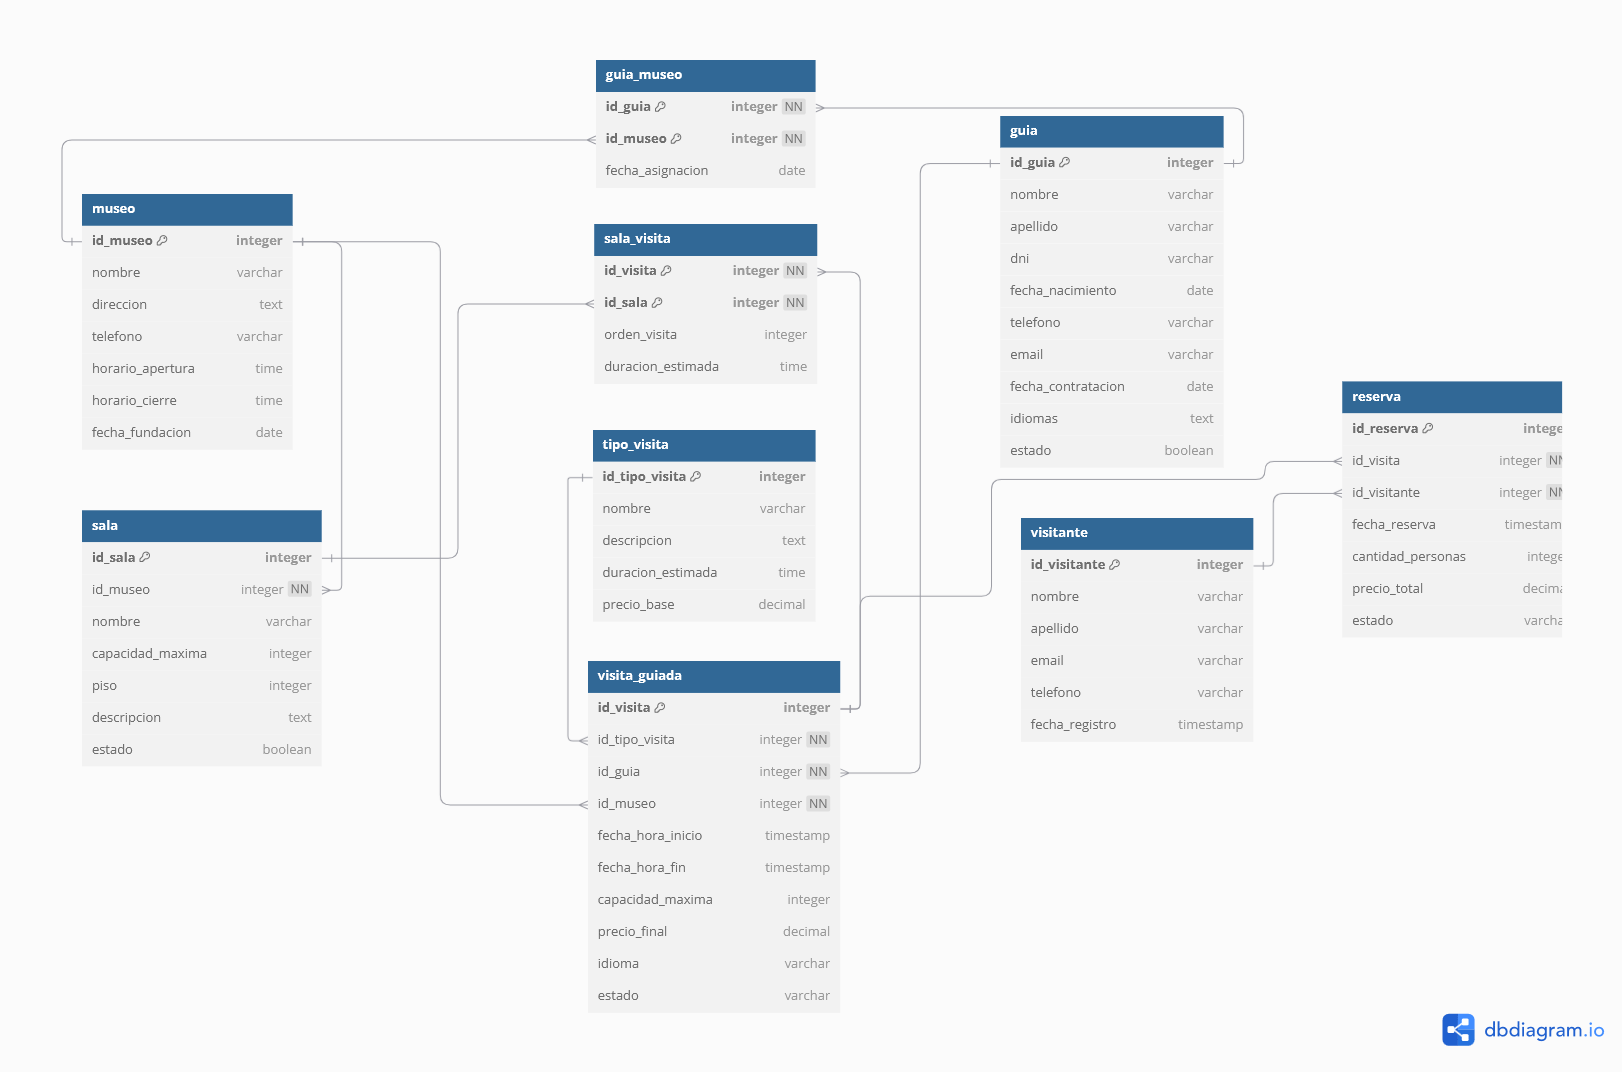 guia_museo
id_guia integer NN
id_museo integer NN
fecha_asignacion date
guia
id_guia integer
nombre varchar
apellido varchar
dni varchar
fecha_nacimiento date
telefono varchar
email varchar
fecha_contratacion date
idiomas text
estado boolean
museo
id_museo integer
nombre varchar
direccion text
telefono varchar
horario_apertura time
horario_cierre time
fecha_fundacion date
sala_visita
id_visita integer NN
id_sala integer NN
orden_visita integer
duracion_estimada time
reserva
id_reserva intege
id_visita integer NN
id_visitante integer NN
fecha_reserva timestam
cantidad_personas intege
precio_total decima
estado varcha
tipo_visita
id_tipo_visita integer
nombre varchar
descripcion text
duracion_estimada time
precio_base decimal
sala
id_sala integer
id_museo integer NN
nombre varchar
capacidad_maxima integer
piso integer
descripcion text
estado boolean
visitante
id_visitante integer
nombre varchar
apellido varchar
email varchar
telefono varchar
fecha_registro timestamp
visita_guiada
id_visita integer
id_tipo_visita integer NN
id_guia integer NN
id_museo integer NN
fecha_hora_inicio timestamp
fecha_hora_fin timestamp
capacidad_maxima integer
precio_final decimal
idioma varchar
estado varchar
dbdiagram.io